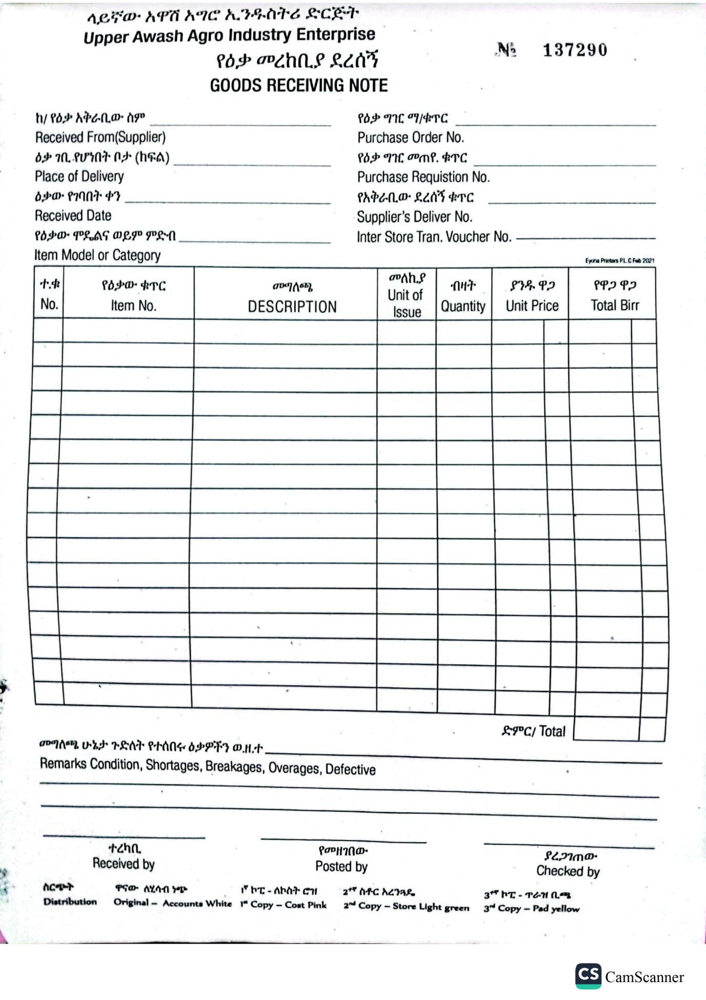 ላይኛው አዋሽ አግሮ ኢንዱስትሪ ድርጅት
Upper Awash Agro Industry Enterprise
№ 137290
የዕቃ መረከቢያ ደረሰኝ
GOODS RECEIVING NOTE
ከ/ የዕቃ አቅራቢው ስም
የዕቃ ግዢ ማ/ቁጥር
Received From(Supplier)
Purchase Order No.
ዕቃ ገቢ የሆነበት ቦታ (ክፍል)
የዕቃ ግዢ መጠየ. ቁጥር
Place of Delivery
Purchase Requistion No.
ዕቃው የገባበት ቀን
የአቅራቢው ደረሰኝ ቁጥር
Received Date
Supplier's Deliver No.
የዕቃው ሞዴልና ወይም ምድብ
Inter Store Tran. Voucher No.
Item Model or Category
Eyoha Printers P.L.C Feb 2021
ተ.ቁ የዕቃው ቁጥር መግለጫ መለኪያ ብዛት ያንዱ ዋጋ የዋጋ ዋጋ
No. Item No. DESCRIPTION Unit of Issue Quantity Unit Price Total Birr
ድምር/ Total
መግለጫ ሁኔታ ጉድለት የተሰበሩ ዕቃዎችን ወ.ዘ.ተ
Remarks Condition, Shortages, Breakages, Overages, Defective
ተረካቢ የመዘገበው ያረጋገጠው
Received by Posted by Checked by
ስርጭት ዋናው ለሂሳብ ነጭ 1ኛ ኮፒ - ለኮስት ሮዝ 2ተኛ ስቶር አረንጓዴ 3ተኛ ኮፒ - ጥራዝ ቢጫ
Distribution Original – Accounts White 1st Copy – Cost Pink 2nd Copy – Store Light green 3rd Copy – Pad yellow
CS CamScanner